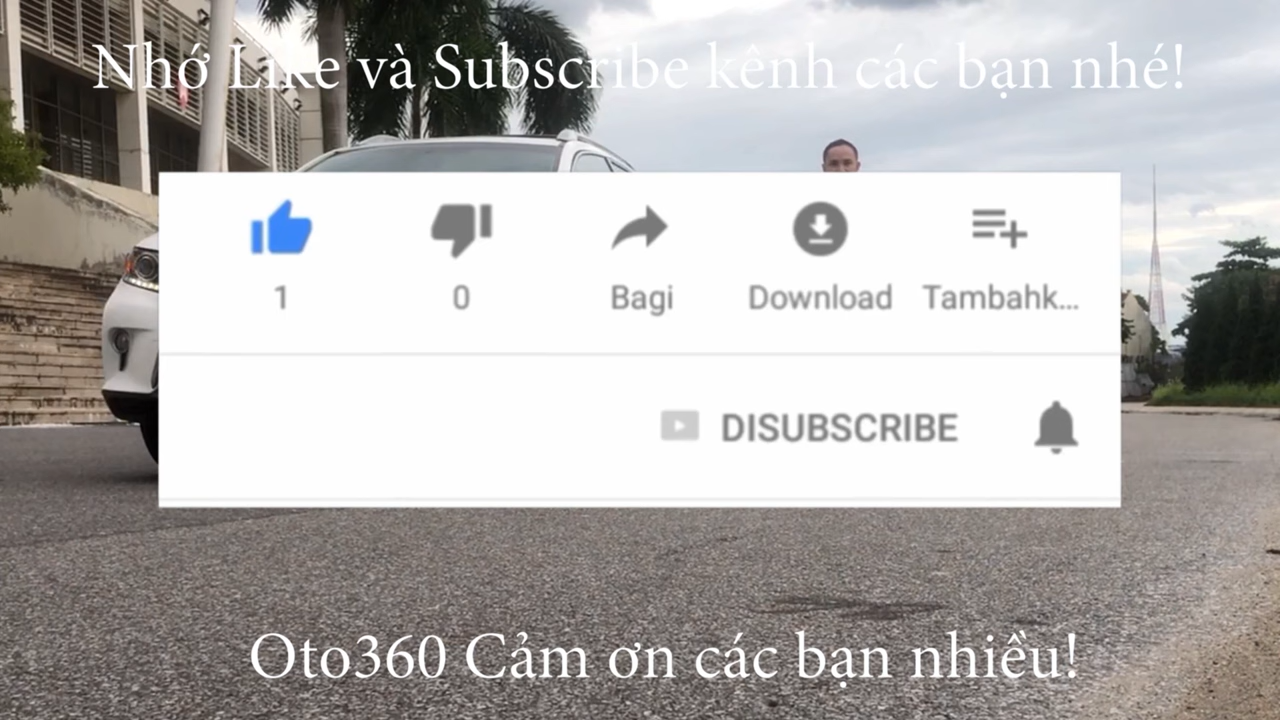 Nhớ Like và Subscribe kênh các bạn nhé!
1 0 Bagi Download Tambahk...
DISUBSCRIBE
Oto360 Cảm ơn các bạn nhiều!